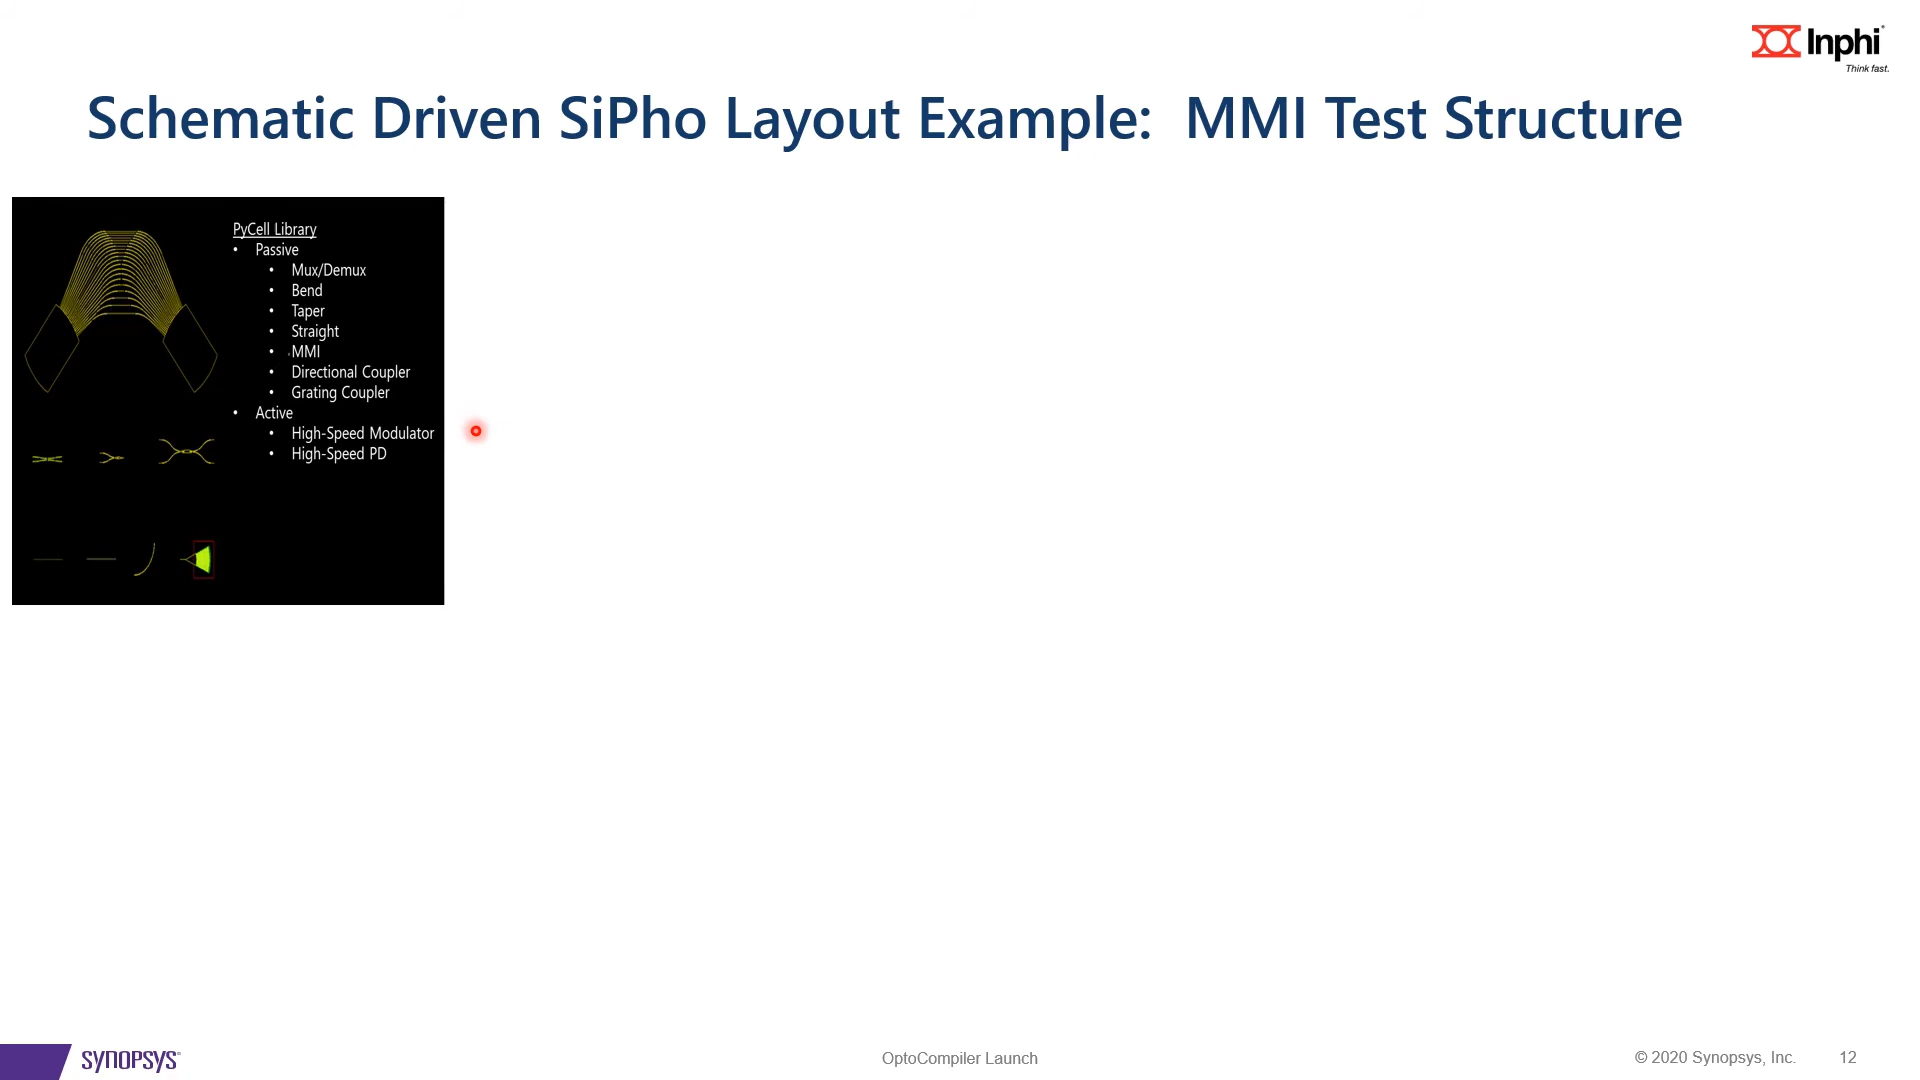 Inphi
Think fast.
Schematic Driven SiPho Layout Example:  MMI Test Structure
PyCell Library
• Passive
• Mux/Demux
• Bend
• Taper
• Straight
• MMI
• Directional Coupler
• Grating Coupler
• Active
• High-Speed Modulator
• High-Speed PD
SYNOPSYS®
OptoCompiler Launch
© 2020 Synopsys, Inc.
12